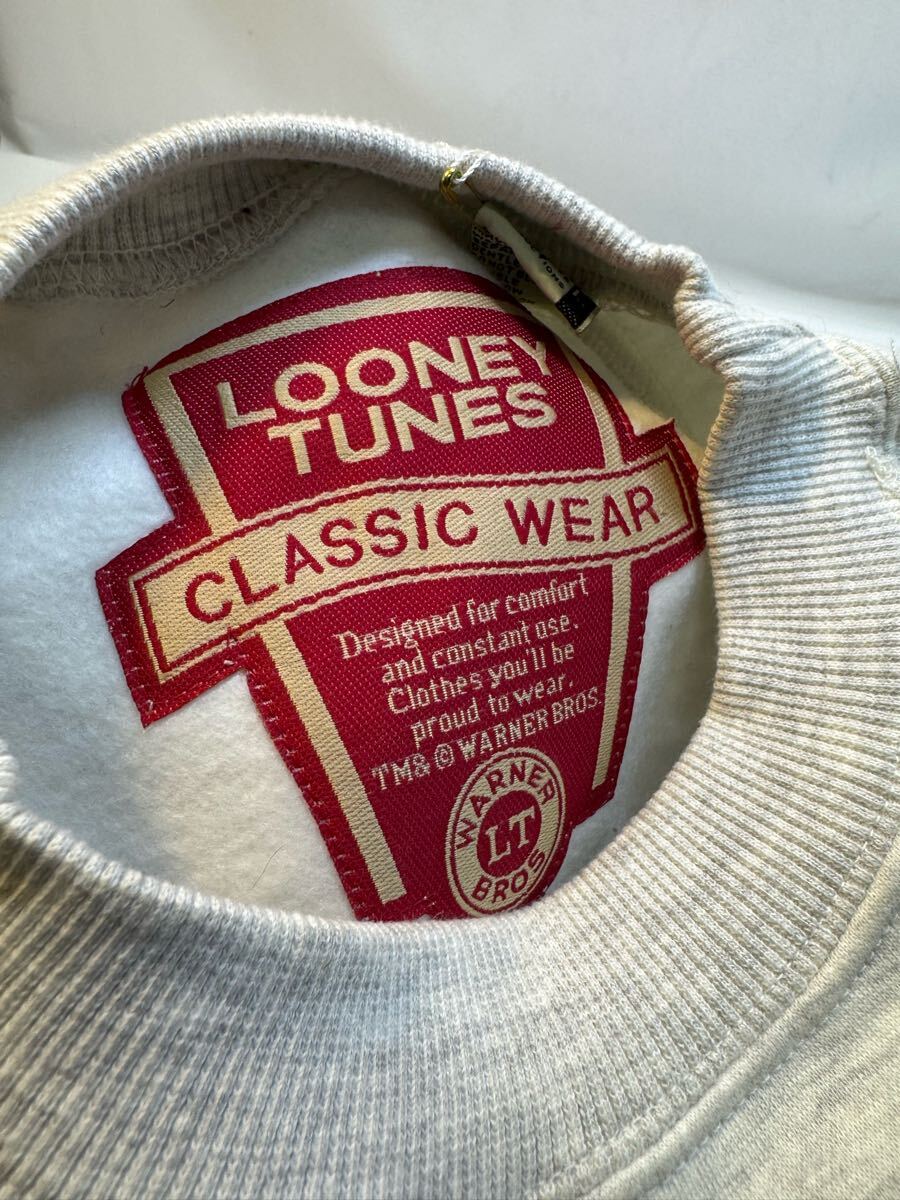 LOONEY
TUNES
CLASSIC WEAR
Designed for comfort
and constant use.
Clothes you'll be
proud to wear.
TM& © WARNER BROS.
WARNER
LT
BRO'S